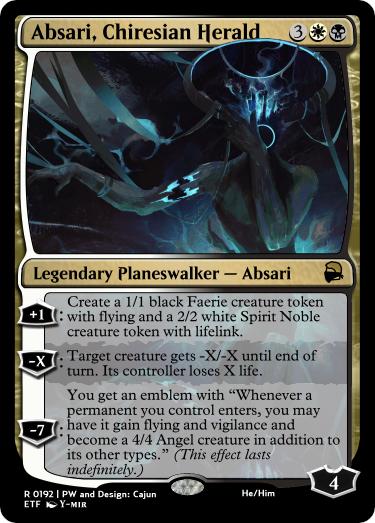 Absari, Chiresian Herald 3
Legendary Planeswalker — Absari
+1: Create a 1/1 black Faerie creature token
with flying and a 2/2 white Spirit Noble
creature token with lifelink.
-X: Target creature gets -X/-X until end of
turn. Its controller loses X life.
You get an emblem with “Whenever a
permanent you control enters, you may
-7: have it gain flying and vigilance and
become a 4/4 Angel creature in addition to
its other types.” (This effect lasts
indefinitely.)
4
R 0192 | PW and Design: Cajun He/Him
ETF Y-MIR